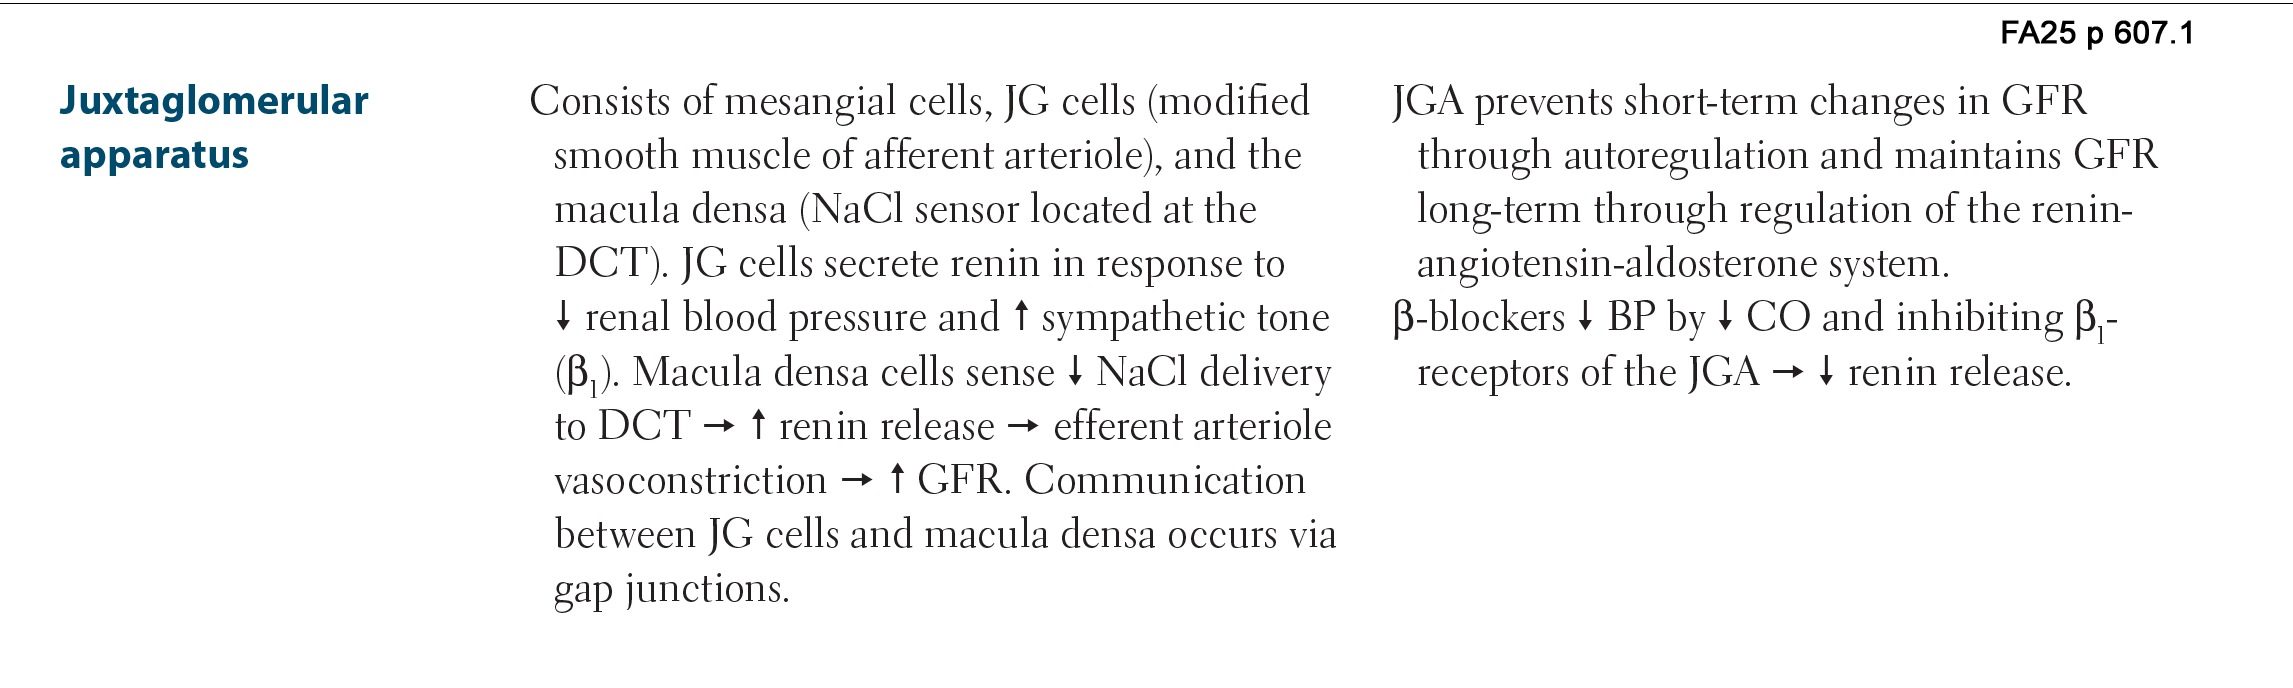 FA25 p 607.1
Juxtaglomerular
apparatus
Consists of mesangial cells, JG cells (modified
smooth muscle of afferent arteriole), and the
macula densa (NaCl sensor located at the
DCT). JG cells secrete renin in response to
↓ renal blood pressure and ↑ sympathetic tone
(β₁). Macula densa cells sense ↓ NaCl delivery
to DCT → ↑ renin release → efferent arteriole
vasoconstriction → ↑ GFR. Communication
between JG cells and macula densa occurs via
gap junctions.
JGA prevents short-term changes in GFR
through autoregulation and maintains GFR
long-term through regulation of the renin-
angiotensin-aldosterone system.
β-blockers ↓ BP by ↓ CO and inhibiting β₁-
receptors of the JGA → ↓ renin release.